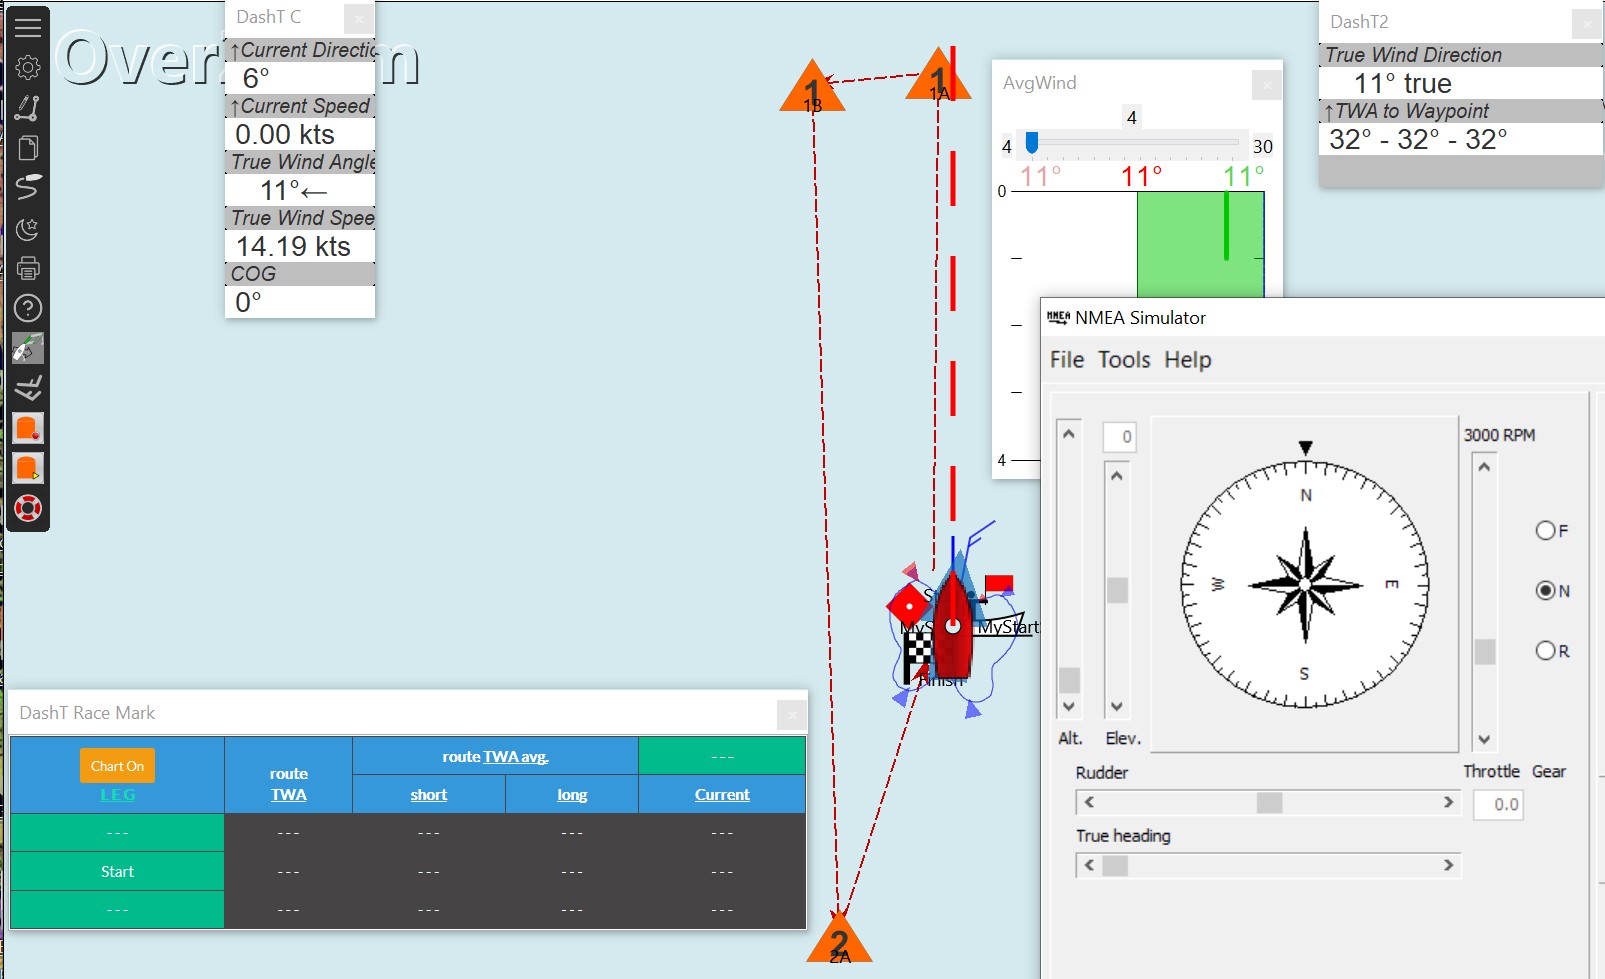 DashT C
↑Current Directic
6°
↑Current Speed
0.00 kts
True Wind Angle
11°←
True Wind Spee
14.19 kts
COG
0°
1
1B
1
1A
AvgWind
4
4
30
11°
11°
11°
0
4
DashT2
True Wind Direction
11° true
↑TWA to Waypoint
32° - 32° - 32°
NMEA Simulator
File Tools Help
0
3000 RPM
N
W
E
S
F
N
R
Alt.
Elev.
Rudder
Throttle
Gear
0.0
True heading
MyS
MyStart
Finish
2
2A
DashT Race Mark
Chart On
LEG
route
TWA
route TWA avg.
---
short
long
Current
---
---
---
---
---
Start
---
---
---
---
---
---
---
---
---